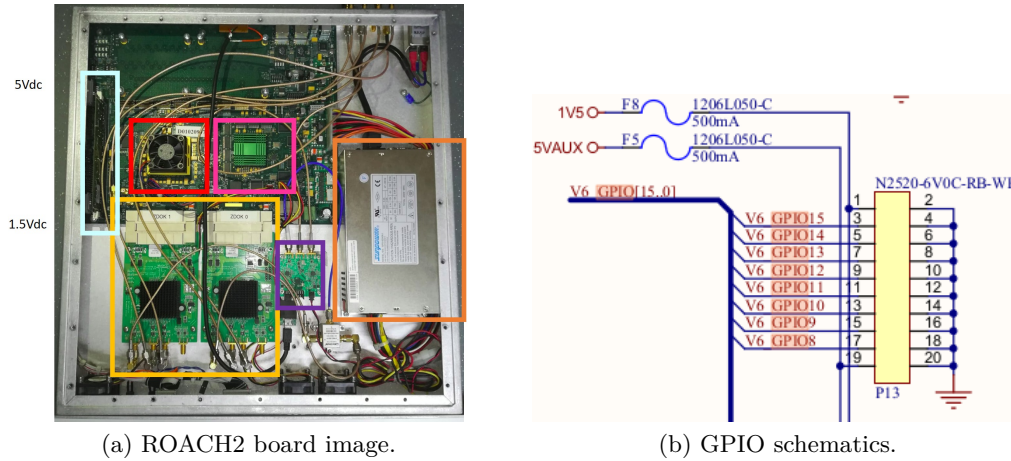 5Vdc
1.5Vdc
ZDOK 1
ZDOK 0
1V5
F8
1206L050-C
500mA
5VAUX
F5
1206L050-C
500mA
V6 GPIO[15..0]
N2520-6V0C-RB-WE
1 2
V6 GPIO15 3 4
V6 GPIO14 5 6
V6 GPIO13 7 8
V6 GPIO12 9 10
V6 GPIO11 11 12
V6 GPIO10 13 14
V6 GPIO9 15 16
V6 GPIO8 17 18
19 20
P13
(a) ROACH2 board image.
(b) GPIO schematics.